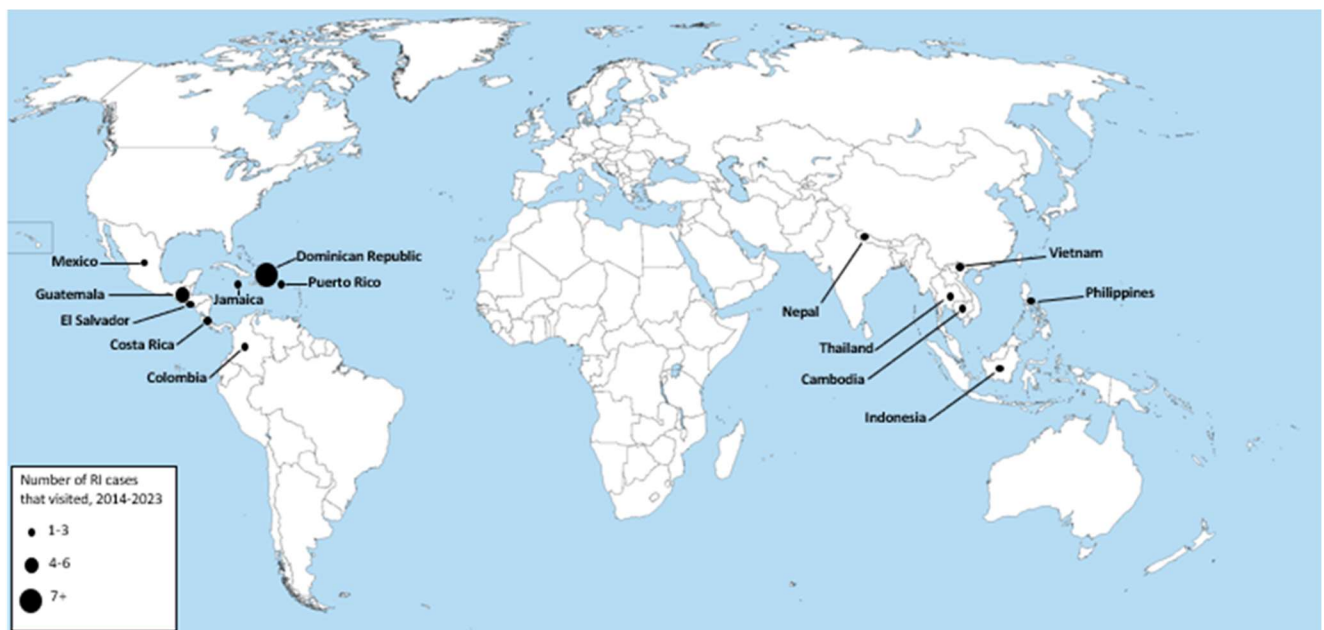 Dominican Republic
Mexico
Puerto Rico
Guatemala
Jamaica
El Salvador
Costa Rica
Colombia
Vietnam
Philippines
Nepal
Thailand
Cambodia
Indonesia
Number of RI cases
that visited, 2014-2023
1-3
4-6
7+